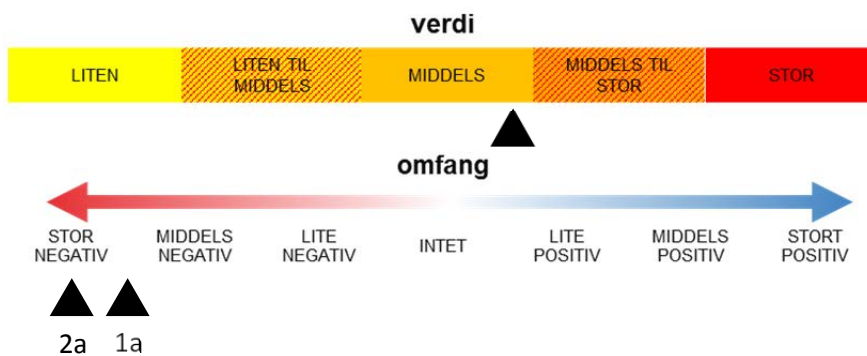 verdi
LITEN
LITEN TIL
MIDDELS
MIDDELS
MIDDELS TIL
STOR
STOR
omfang
STOR
NEGATIV
MIDDELS
NEGATIV
LITE
NEGATIV
INTET
LITE
POSITIV
MIDDELS
POSITIV
STORT
POSITIV
2a
1a